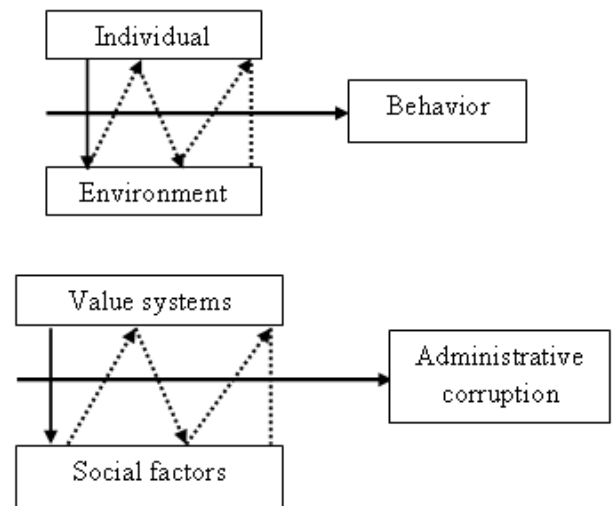 Individual
Behavior
Environment
Value systems
Administrative
corruption
Social factors